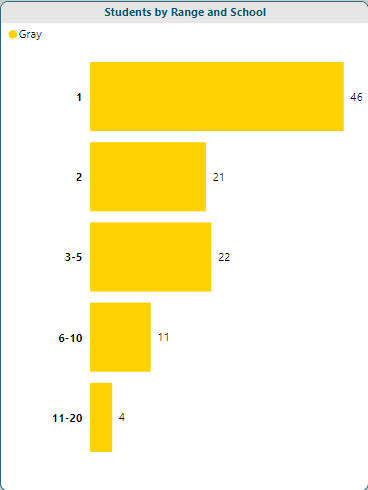 Students by Range and School
Gray
1 46
2 21
3-5 22
6-10 11
11-20 4